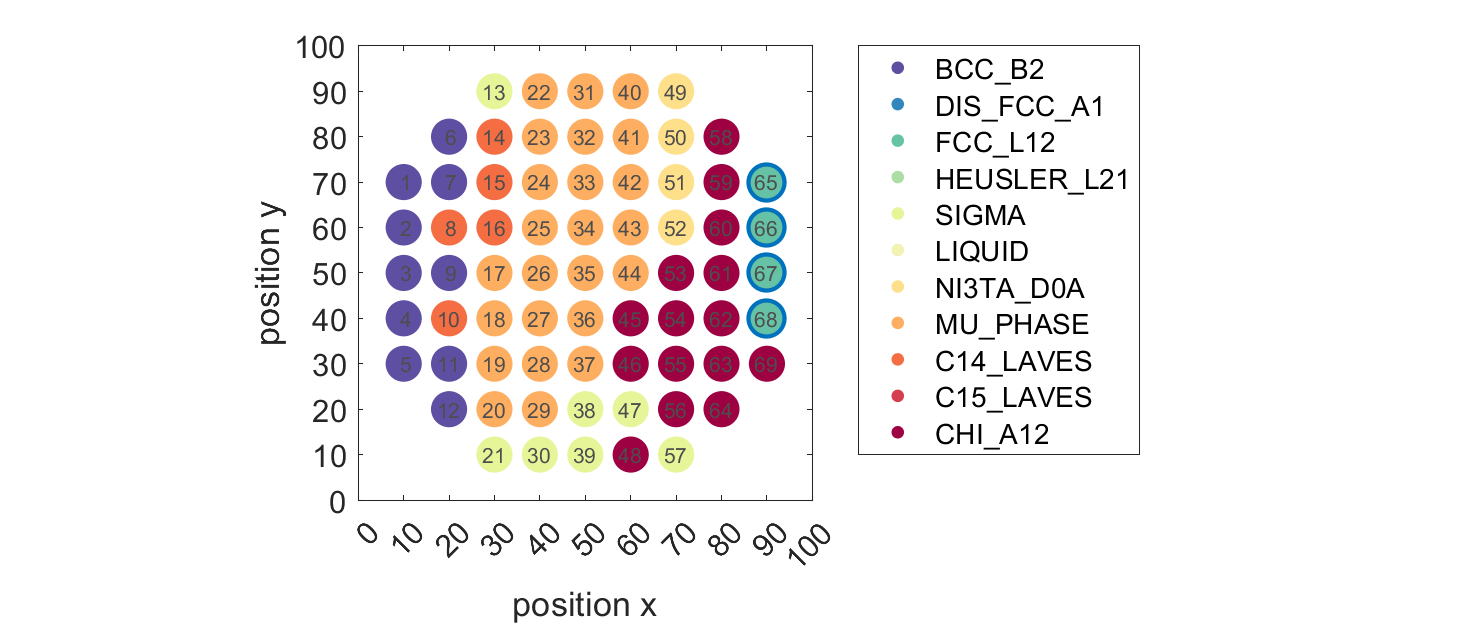 100
90
80
70
60
50
40
30
20
10
0
position y
13 22 31 40 49
6 14 23 32 41 50 58
1 7 15 24 33 42 51 59 65
2 8 16 25 34 43 52 60 66
3 9 17 26 35 44 53 61 67
4 10 18 27 36 45 54 62 68
5 11 19 28 37 46 55 63 69
12 20 29 38 47 56 64
21 30 39 48 57
0 10 20 30 40 50 60 70 80 90 100
position x
BCC_B2
DIS_FCC_A1
FCC_L12
HEUSLER_L21
SIGMA
LIQUID
NI3TA_D0A
MU_PHASE
C14_LAVES
C15_LAVES
CHI_A12